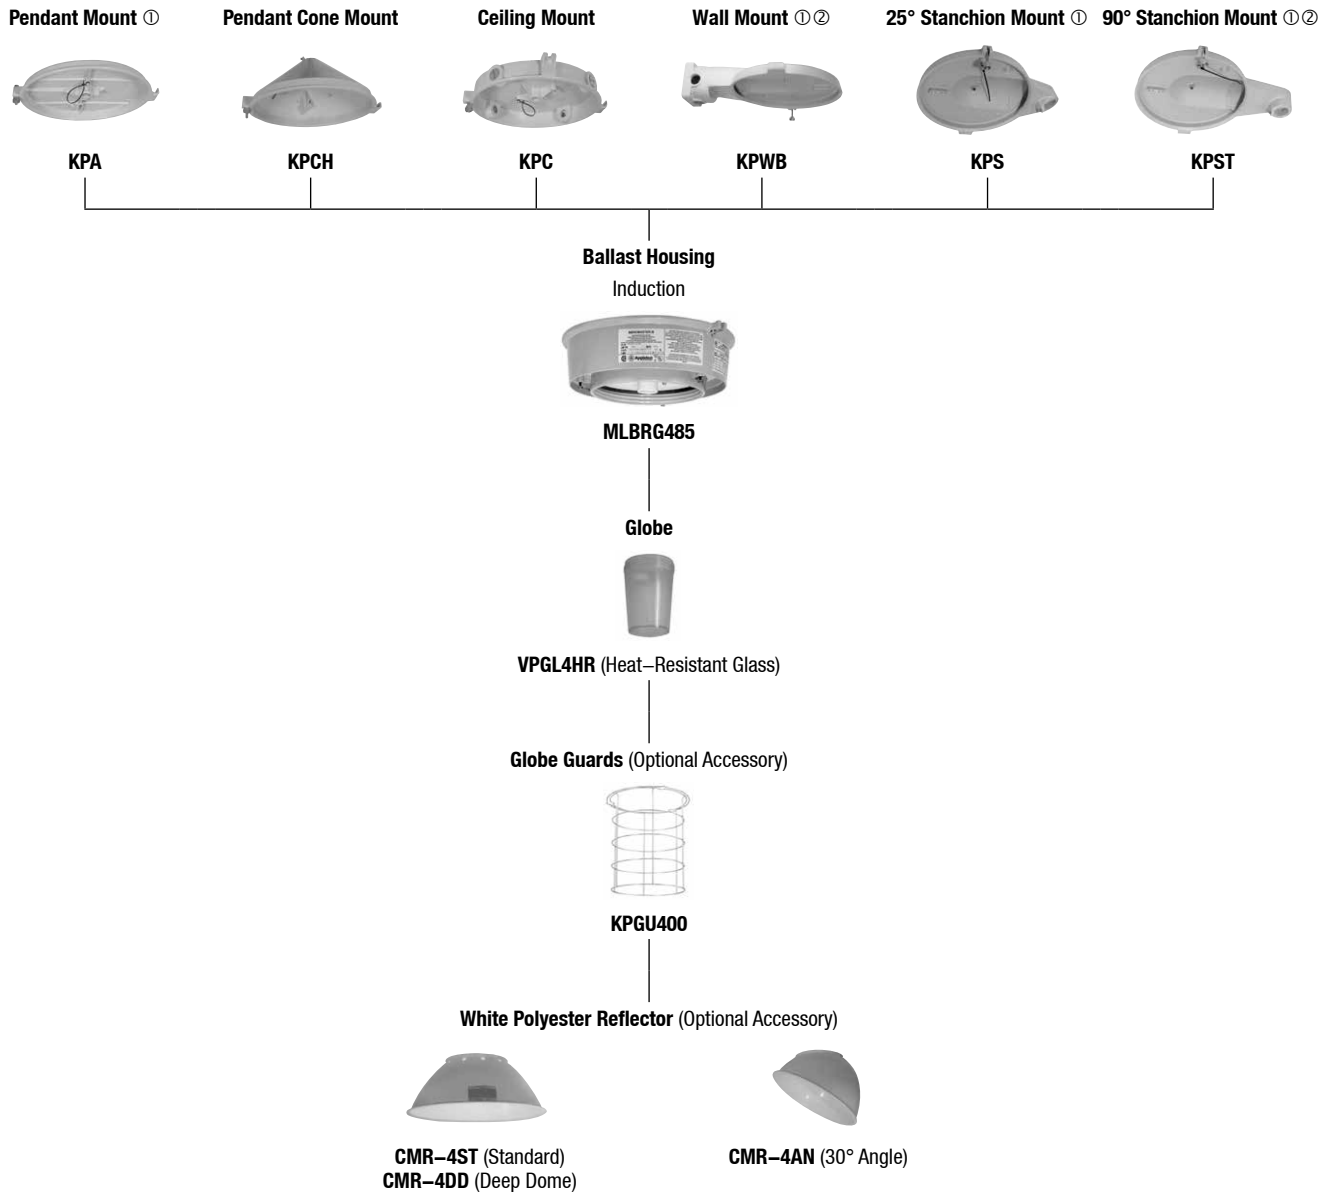 Pendant Mount ① Pendant Cone Mount Ceiling Mount Wall Mount ①② 25° Stanchion Mount ① 90° Stanchion Mount ①②
KPA KPCH KPC KPWB KPS KPST
Ballast Housing
Induction
MLBRG485
Globe
VPGL4HR (Heat–Resistant Glass)
Globe Guards (Optional Accessory)
KPGU400
White Polyester Reflector (Optional Accessory)
CMR–4ST (Standard) CMR–4AN (30° Angle)
CMR–4DD (Deep Dome)